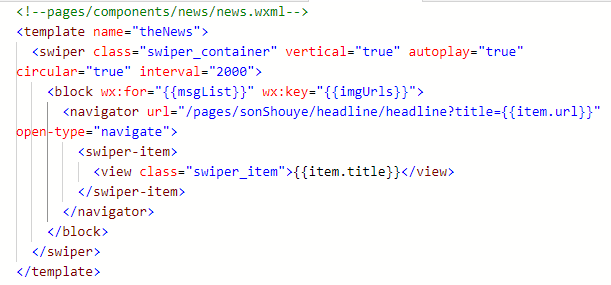 <!--pages/components/news/news.wxml-->
<template name="theNews">
<swiper class="swiper_container" vertical="true" autoplay="true"
circular="true" interval="2000">
<block wx:for="{{msgList}}" wx:key="{{imgUrls}}">
<navigator url="/pages/sonShouye/headline/headline?title={{item.url}}"
open-type="navigate">
<swiper-item>
<view class="swiper_item">{{item.title}}</view>
</swiper-item>
</navigator>
</block>
</swiper>
</template>